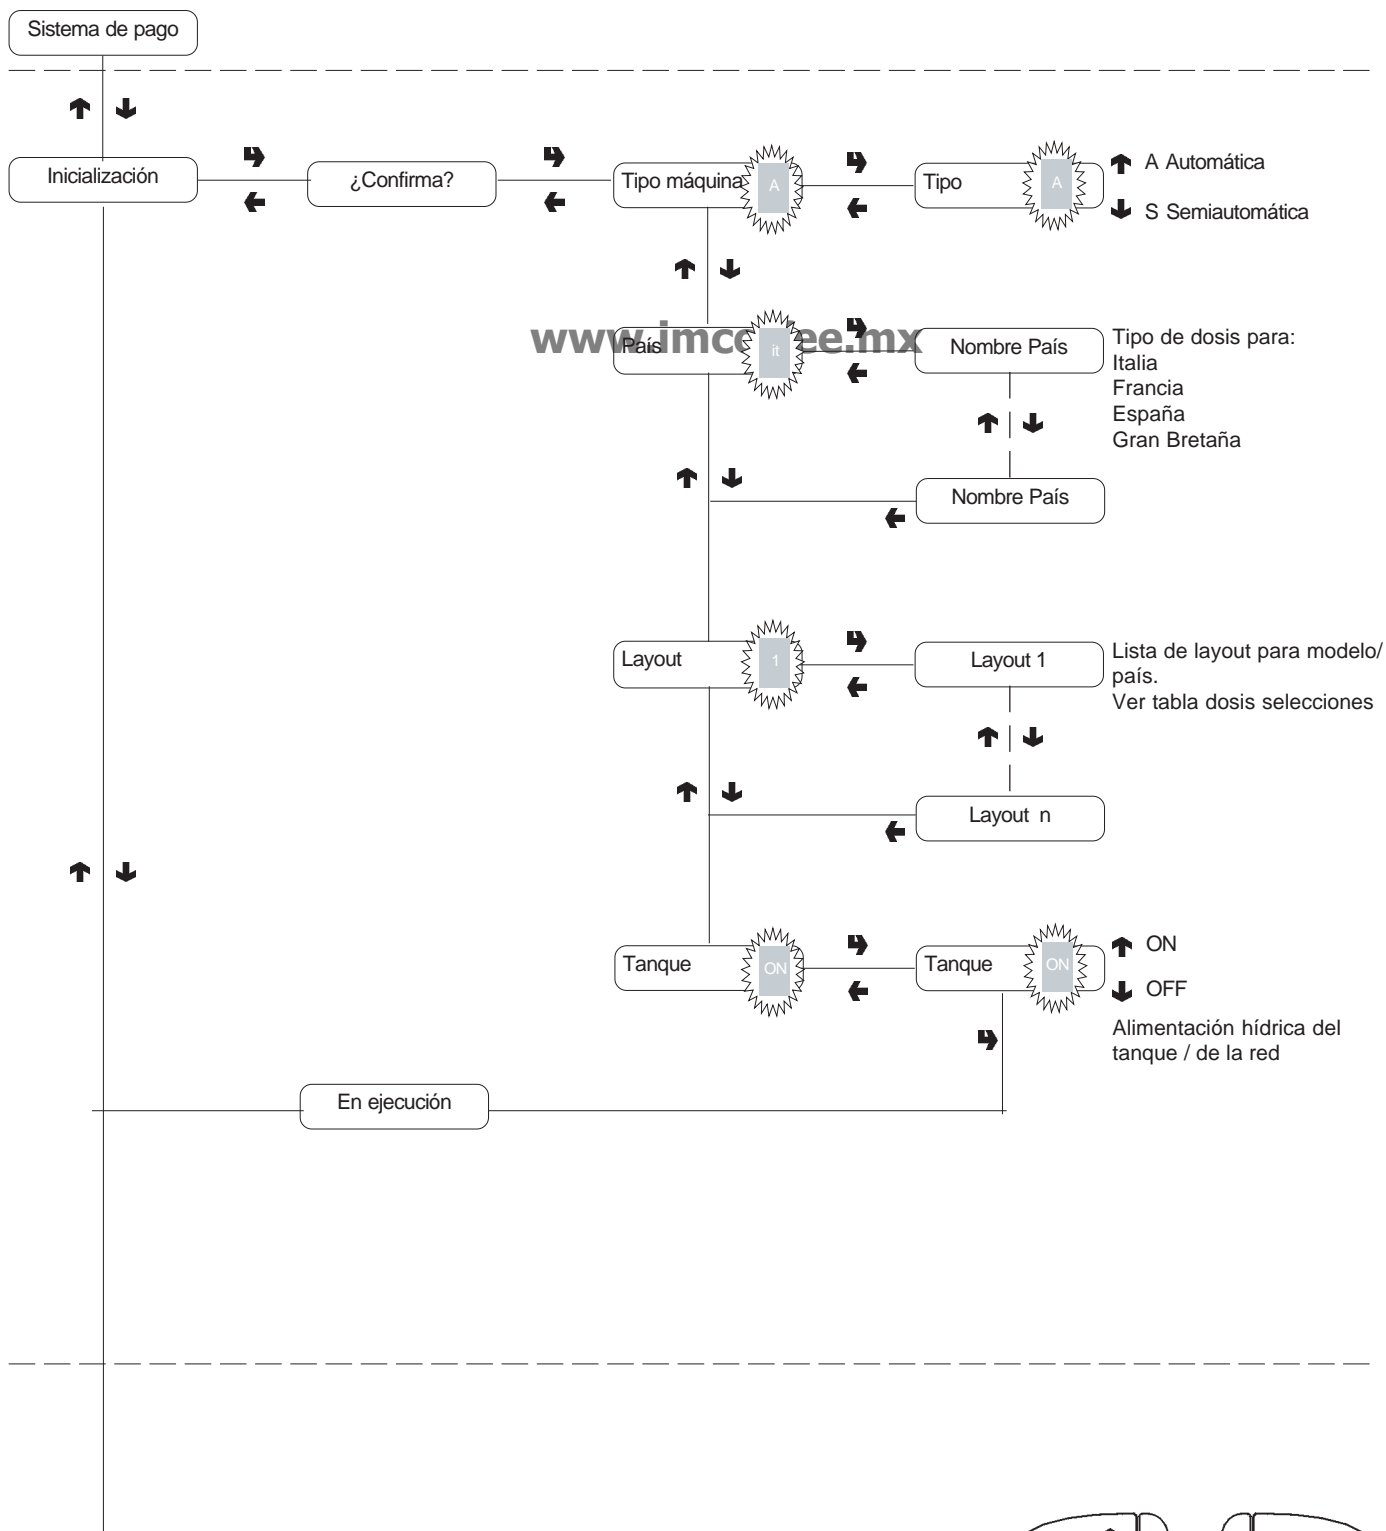 Sistema de pago
Inicialización
¿Confirma?
Tipo máquina
A
Tipo
A
A Automática
S Semiautomática
www.imcoffee.mx
País
it
Nombre País
Tipo de dosis para:
Italia
Francia
España
Gran Bretaña
Nombre País
Layout
1
Layout 1
Lista de layout para modelo/
país.
Ver tabla dosis selecciones
Layout n
Tanque
ON
Tanque
ON
ON
OFF
Alimentación hídrica del
tanque / de la red
En ejecución